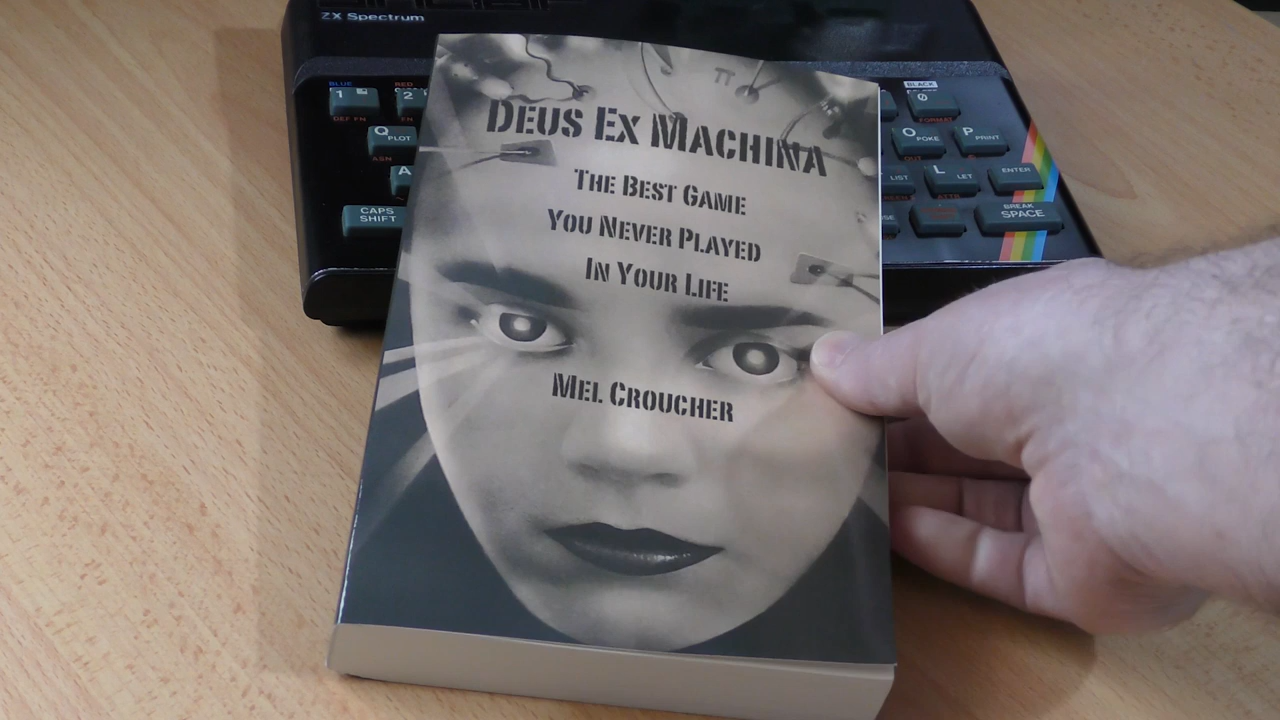 ZX Spectrum
BLUE
RED
BLACK
1
2
0
DEF FN
FN
FORMAT
Q PLOT
O POKE
P PRINT
ASN
OUT
A
LIST
L LET
ENTER
CAPS
SHIFT
BREAK
SPACE
π
DEUS EX MACHINA
THE BEST GAME
YOU NEVER PLAYED
IN YOUR LIFE
MEL CROUCHER